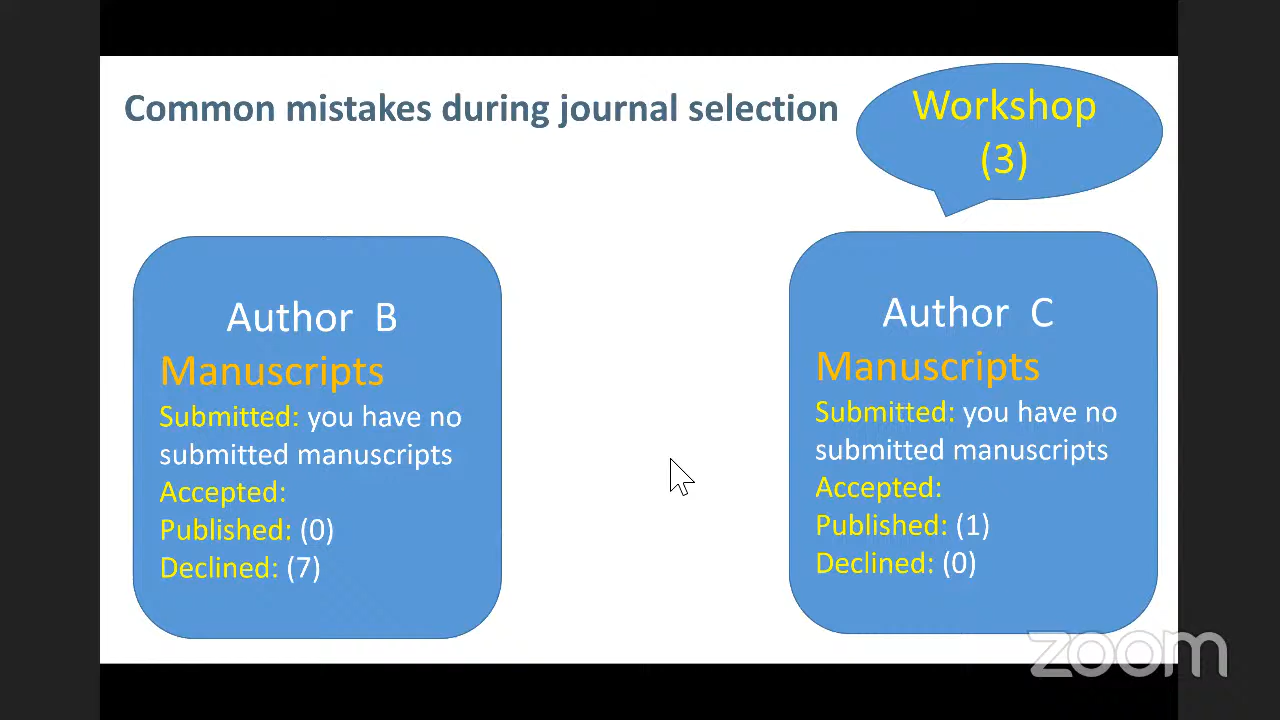 Common mistakes during journal selection
Workshop
(3)
Author B
Manuscripts
Submitted: you have no
submitted manuscripts
Accepted:
Published: (0)
Declined: (7)
Author C
Manuscripts
Submitted: you have no
submitted manuscripts
Accepted:
Published: (1)
Declined: (0)
zoom